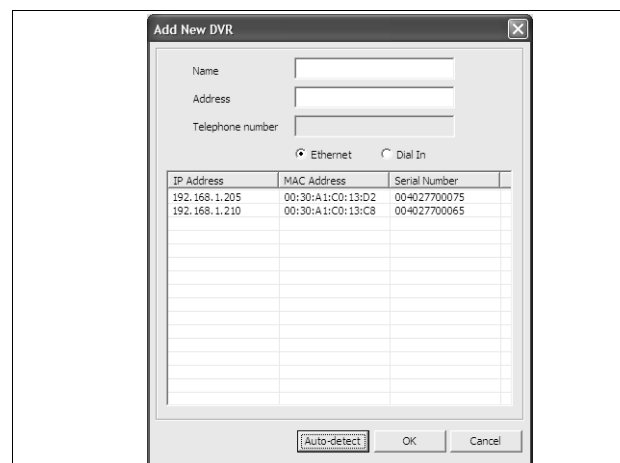 Add New DVR
Name
Address
Telephone number
Ethernet Dial In
IP Address MAC Address Serial Number
192.168.1.205 00:30:A1:C0:13:D2 004027700075
192.168.1.210 00:30:A1:C0:13:C8 004027700065
Auto-detect OK Cancel